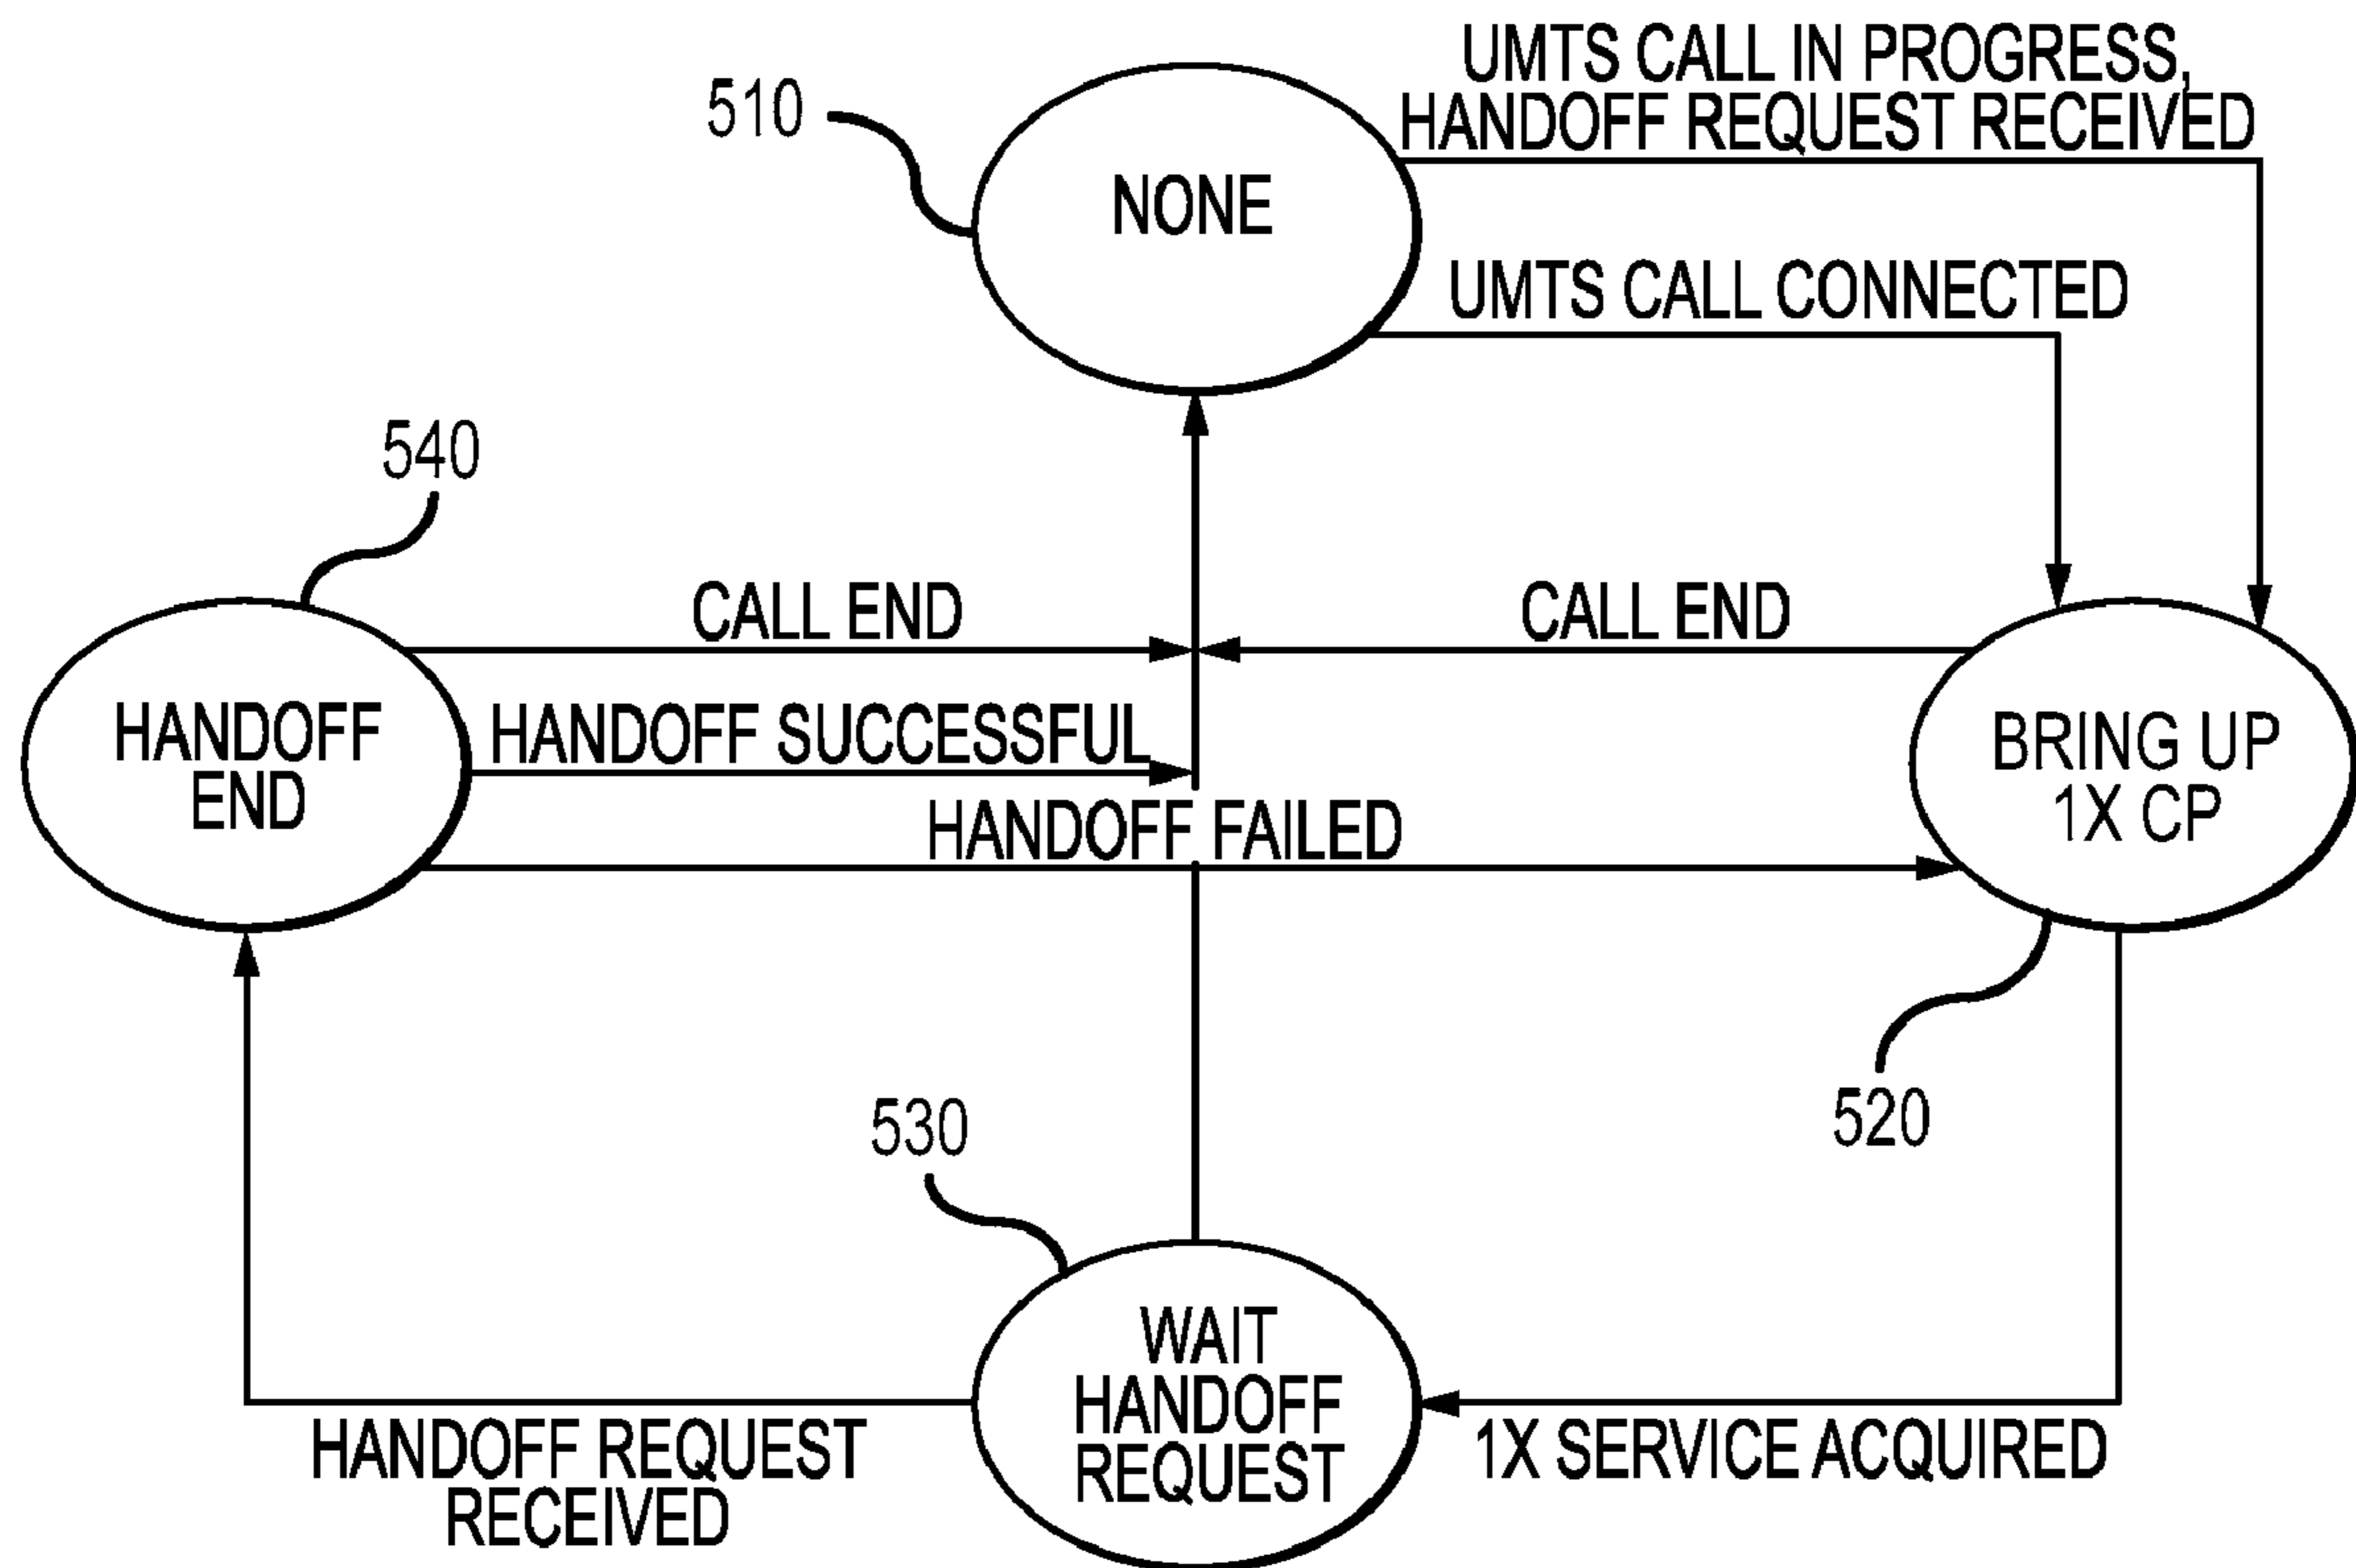 UMTS CALL IN PROGRESS,
HANDOFF REQUEST RECEIVED
510
NONE
UMTS CALL CONNECTED
540
CALL END
CALL END
HANDOFF
END
HANDOFF SUCCESSFUL
BRING UP
1X CP
HANDOFF FAILED
530
520
WAIT
HANDOFF
REQUEST
HANDOFF REQUEST
RECEIVED
1X SERVICE ACQUIRED